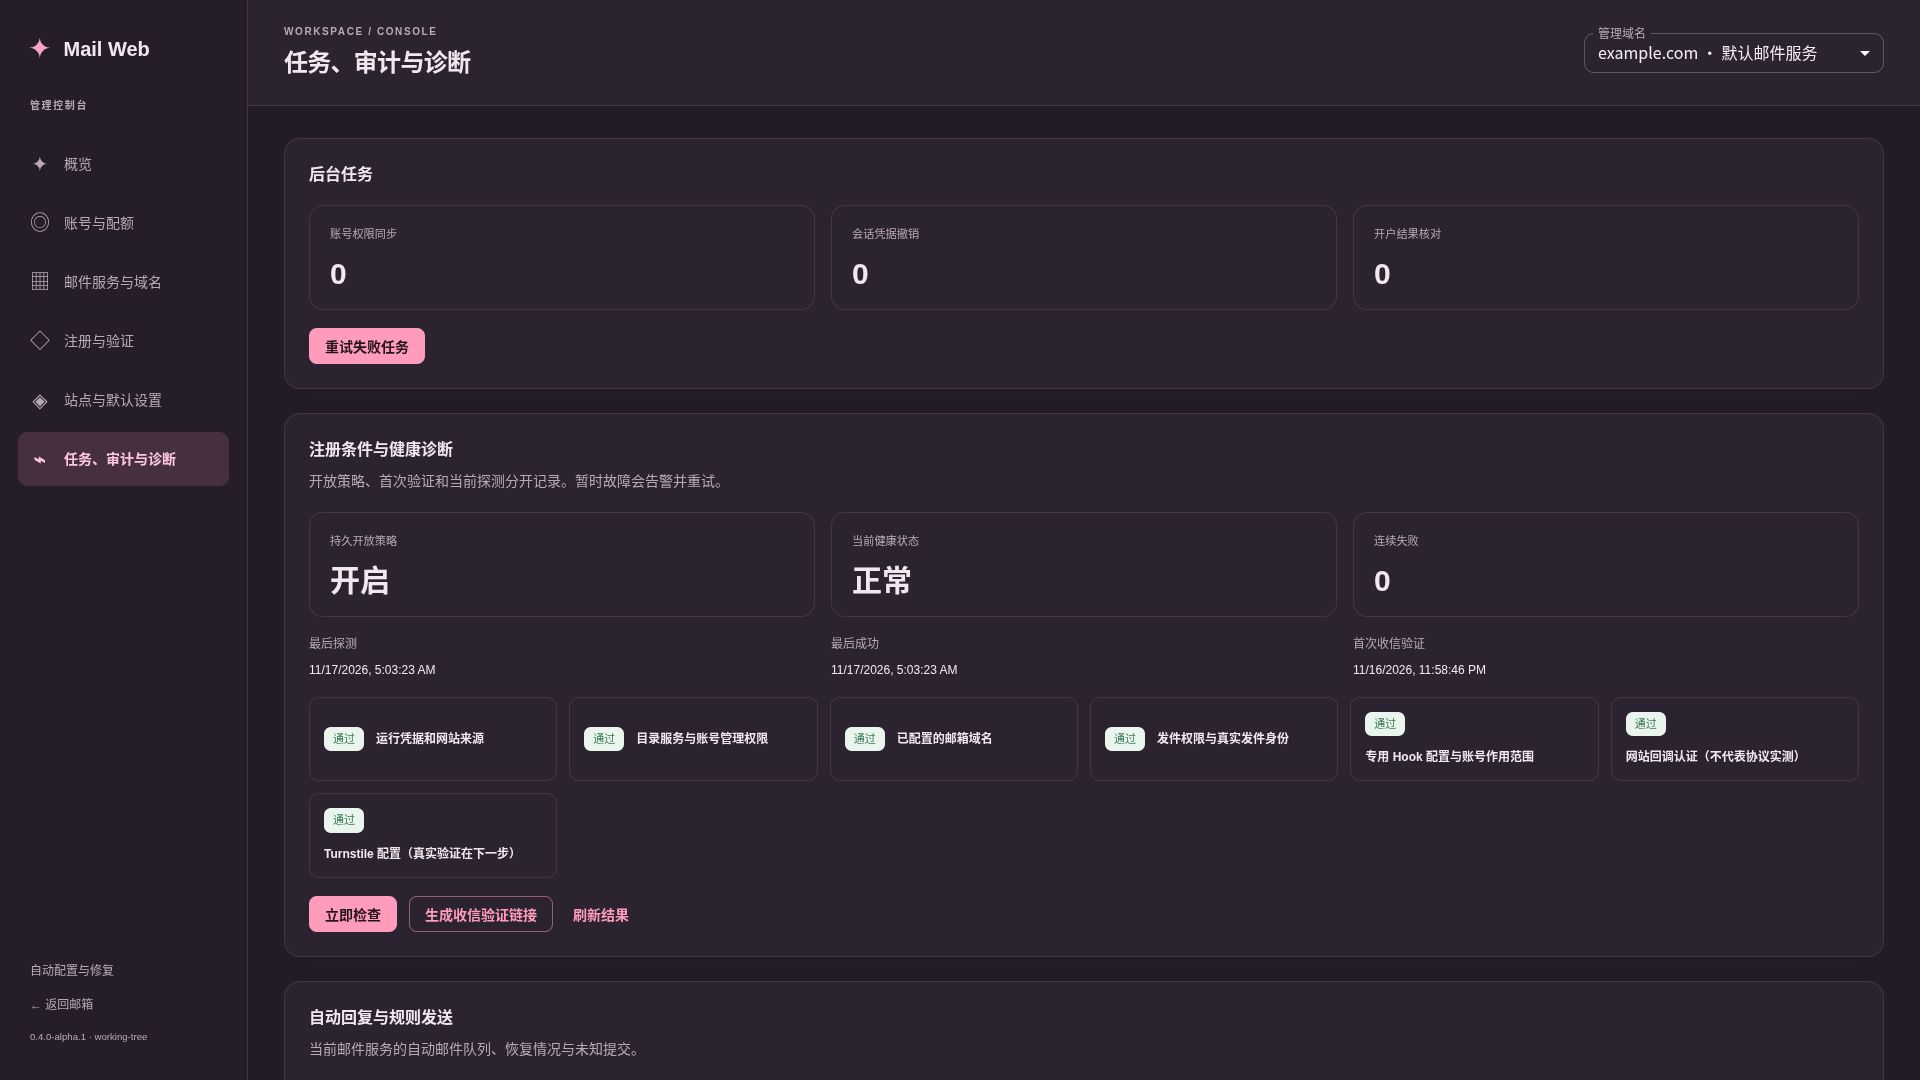 Mail Web
管理控制台
概览
账号与配额
邮件服务与域名
注册与验证
站点与默认设置
任务、审计与诊断
自动配置与修复
← 返回邮箱
0.4.0-alpha.1 · working-tree
WORKSPACE / CONSOLE
任务、审计与诊断
管理域名
example.com · 默认邮件服务
后台任务
账号权限同步
0
会话凭据撤销
0
开户结果核对
0
重试失败任务
注册条件与健康诊断
开放策略、首次验证和当前探测分开记录。暂时故障会告警并重试。
持久开放策略
开启
当前健康状态
正常
连续失败
0
最后探测
11/17/2026, 5:03:23 AM
最后成功
11/17/2026, 5:03:23 AM
首次收信验证
11/16/2026, 11:58:46 PM
通过 运行凭据和网站来源
通过 目录服务与账号管理权限
通过 已配置的邮箱域名
通过 发件权限与真实发件身份
通过
专用 Hook 配置与账号作用范围
通过
网站回调认证（不代表协议实测）
通过
Turnstile 配置（真实验证在下一步）
立即检查
生成收信验证链接
刷新结果
自动回复与规则发送
当前邮件服务的自动邮件队列、恢复情况与未知提交。